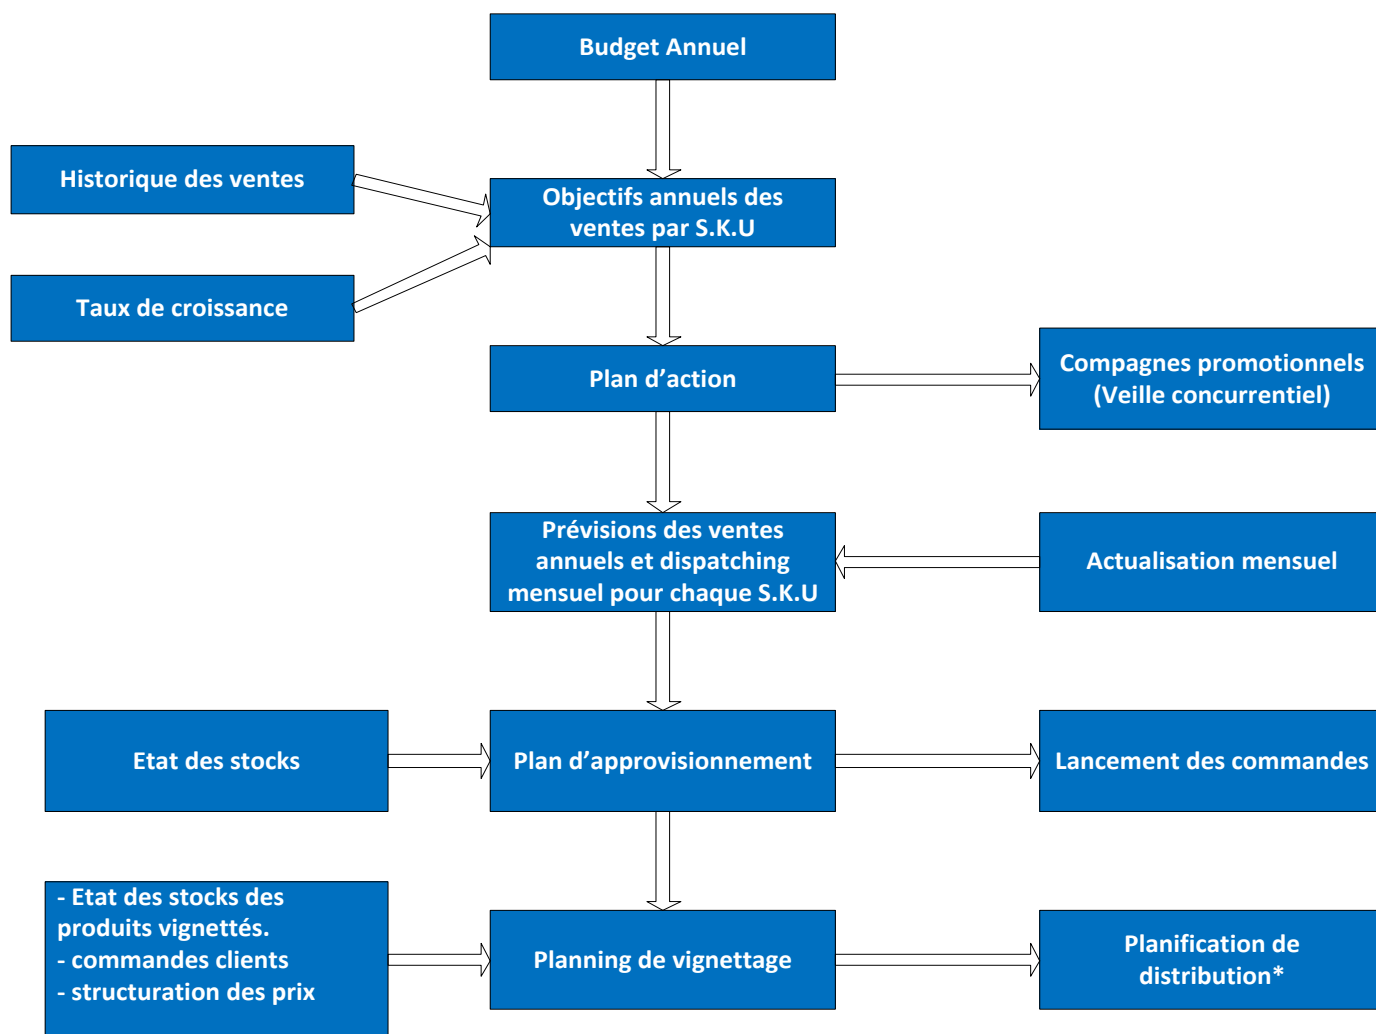 Budget Annuel
Historique des ventes
Objectifs annuels des
ventes par S.K.U
Taux de croissance
Plan d’action
Compagnes promotionnels
(Veille concurrentiel)
Prévisions des ventes
annuels et dispatching
mensuel pour chaque S.K.U
Actualisation mensuel
Etat des stocks
Plan d’approvisionnement
Lancement des commandes
- Etat des stocks des
produits vignettés.
- commandes clients
- structuration des prix
Planning de vignettage
Planification de
distribution*